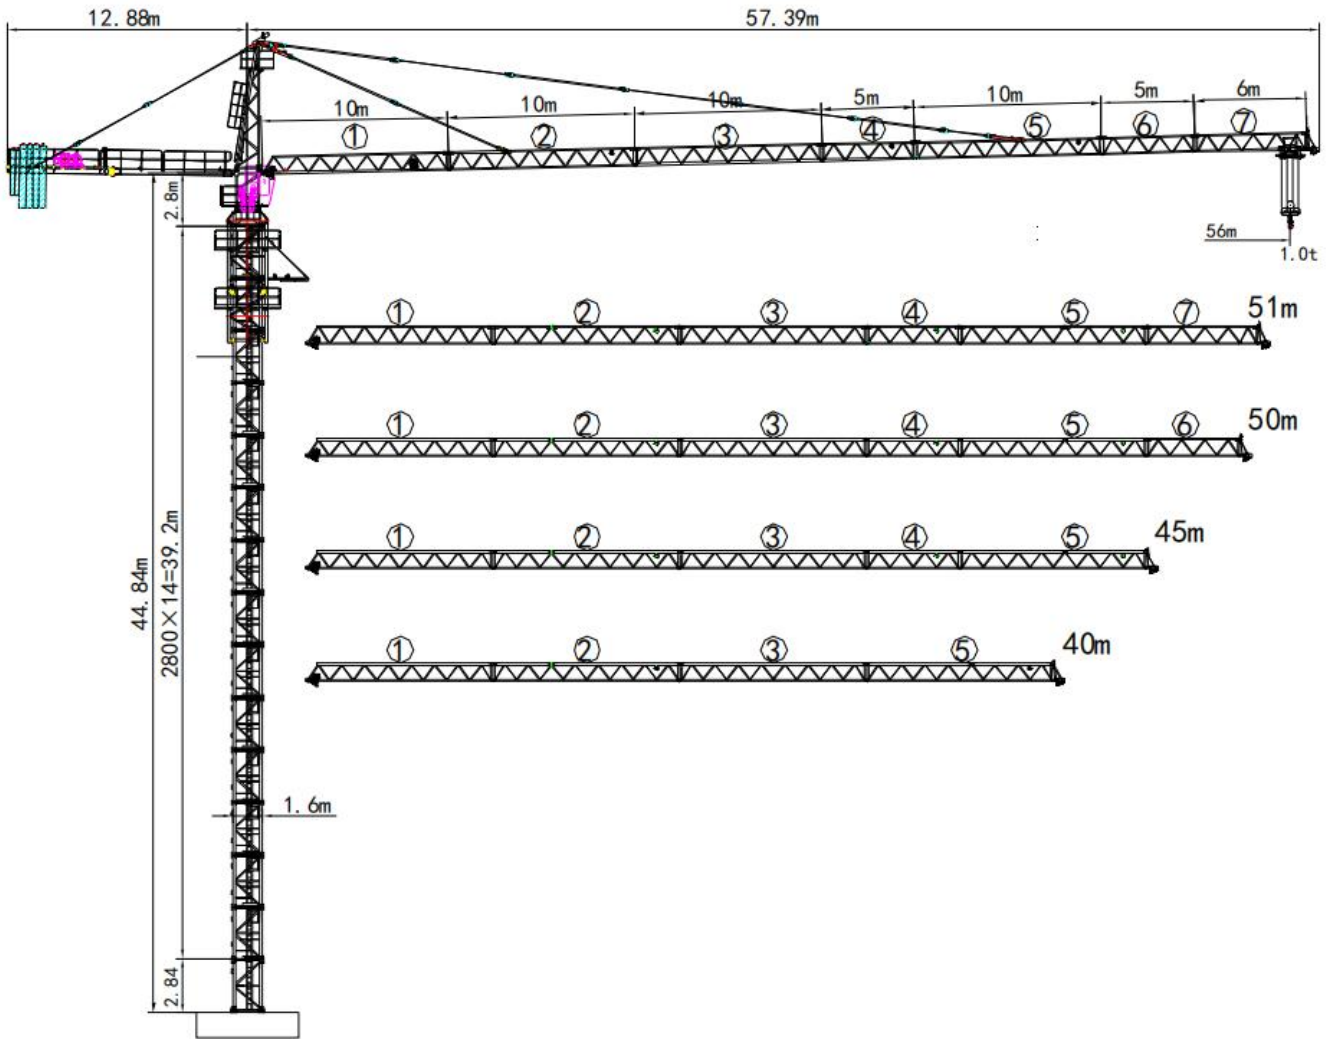 12.88m 57.39m
10m 10m 10m 5m 10m 5m 6m
① ② ③ ④ ⑤ ⑥ ⑦
2.8m
56m
1.0t
① ② ③ ④ ⑤ ⑦ 51m
① ② ③ ④ ⑤ ⑥ 50m
① ② ③ ④ ⑤ 45m
44.84m
2800×14=39.2m
① ② ③ ⑤ 40m
1.6m
2.84